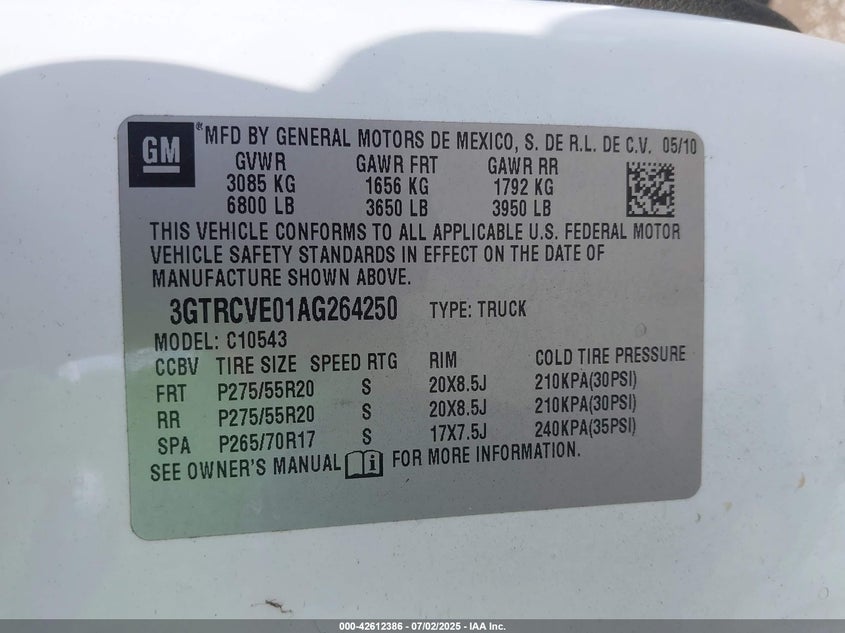 GM
®MFD BY GENERAL MOTORS DE MEXICO, S. DE R.L. DE C.V. 05/10
GVWR GAWR FRT GAWR RR
3085 KG 1656 KG 1792 KG
6800 LB 3650 LB 3950 LB
THIS VEHICLE CONFORMS TO ALL APPLICABLE U.S. FEDERAL MOTOR
VEHICLE SAFETY STANDARDS IN EFFECT ON THE DATE OF
MANUFACTURE SHOWN ABOVE.
3GTRCVE01AG264250 TYPE: TRUCK
MODEL: C10543
CCBV TIRE SIZE SPEED RTG RIM COLD TIRE PRESSURE
FRT P275/55R20 S 20X8.5J 210KPA(30PSI)
RR P275/55R20 S 20X8.5J 210KPA(30PSI)
SPA P265/70R17 S 17X7.5J 240KPA(35PSI)
SEE OWNER'S MANUAL FOR MORE INFORMATION.
000-42612386 - 07/02/2025 - IAA Inc.